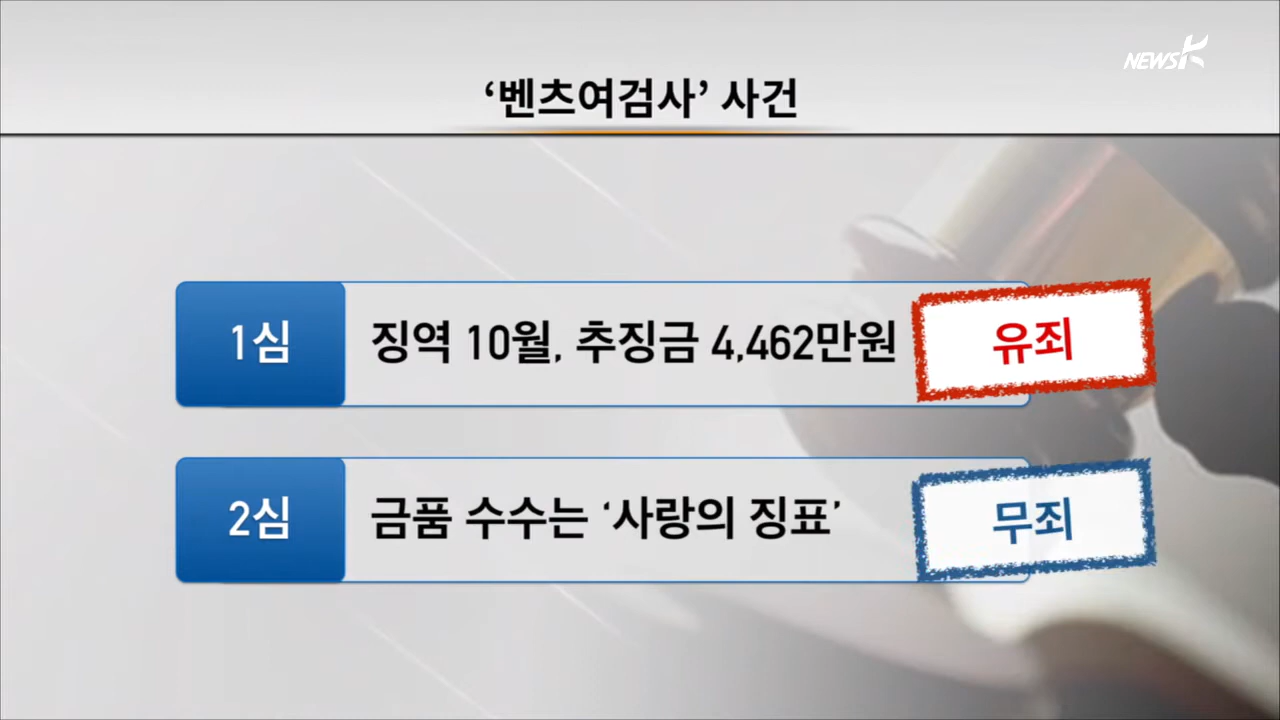 NEWSK
‘벤츠여검사’ 사건
1심 징역 10월, 추징금 4,462만원 유죄
2심 금품 수수는 ‘사랑의 징표’ 무죄